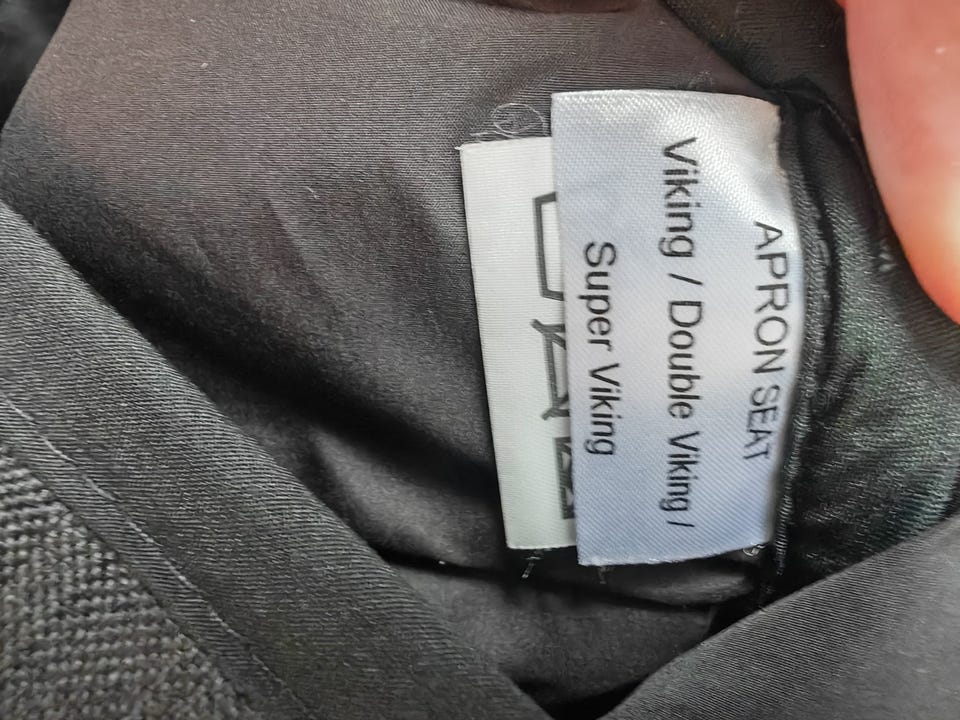 APRON SEAT
Viking / Double Viking /
Super Viking